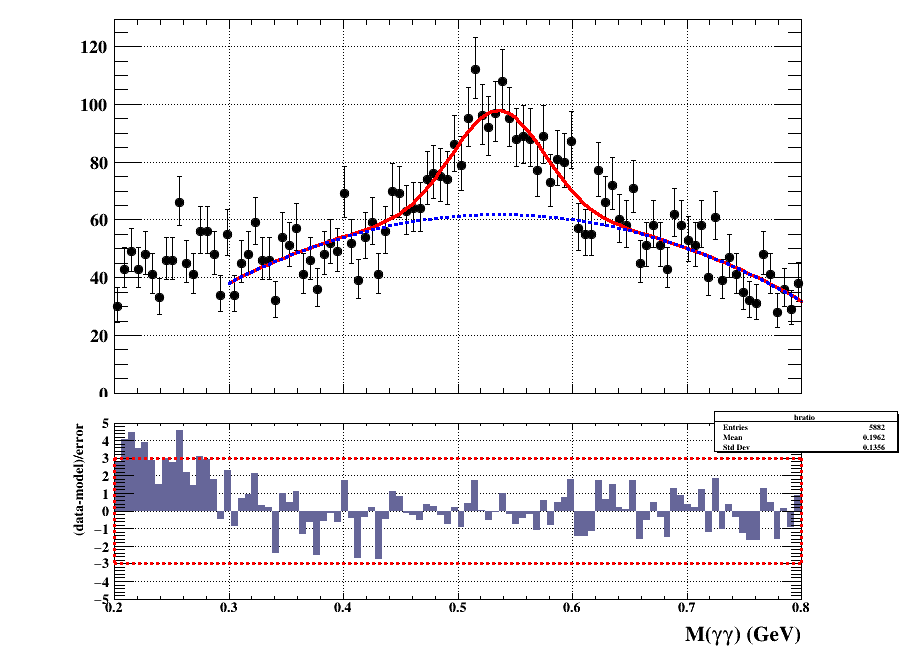 120
100
80
60
40
20
0
hratio
Entries 5882
Mean 0.1962
Std Dev 0.1356
(data-model)/error
5
4
3
2
1
0
−1
−2
−3
−4
−5
0.2 0.3 0.4 0.5 0.6 0.7 0.8
M(γγ) (GeV)